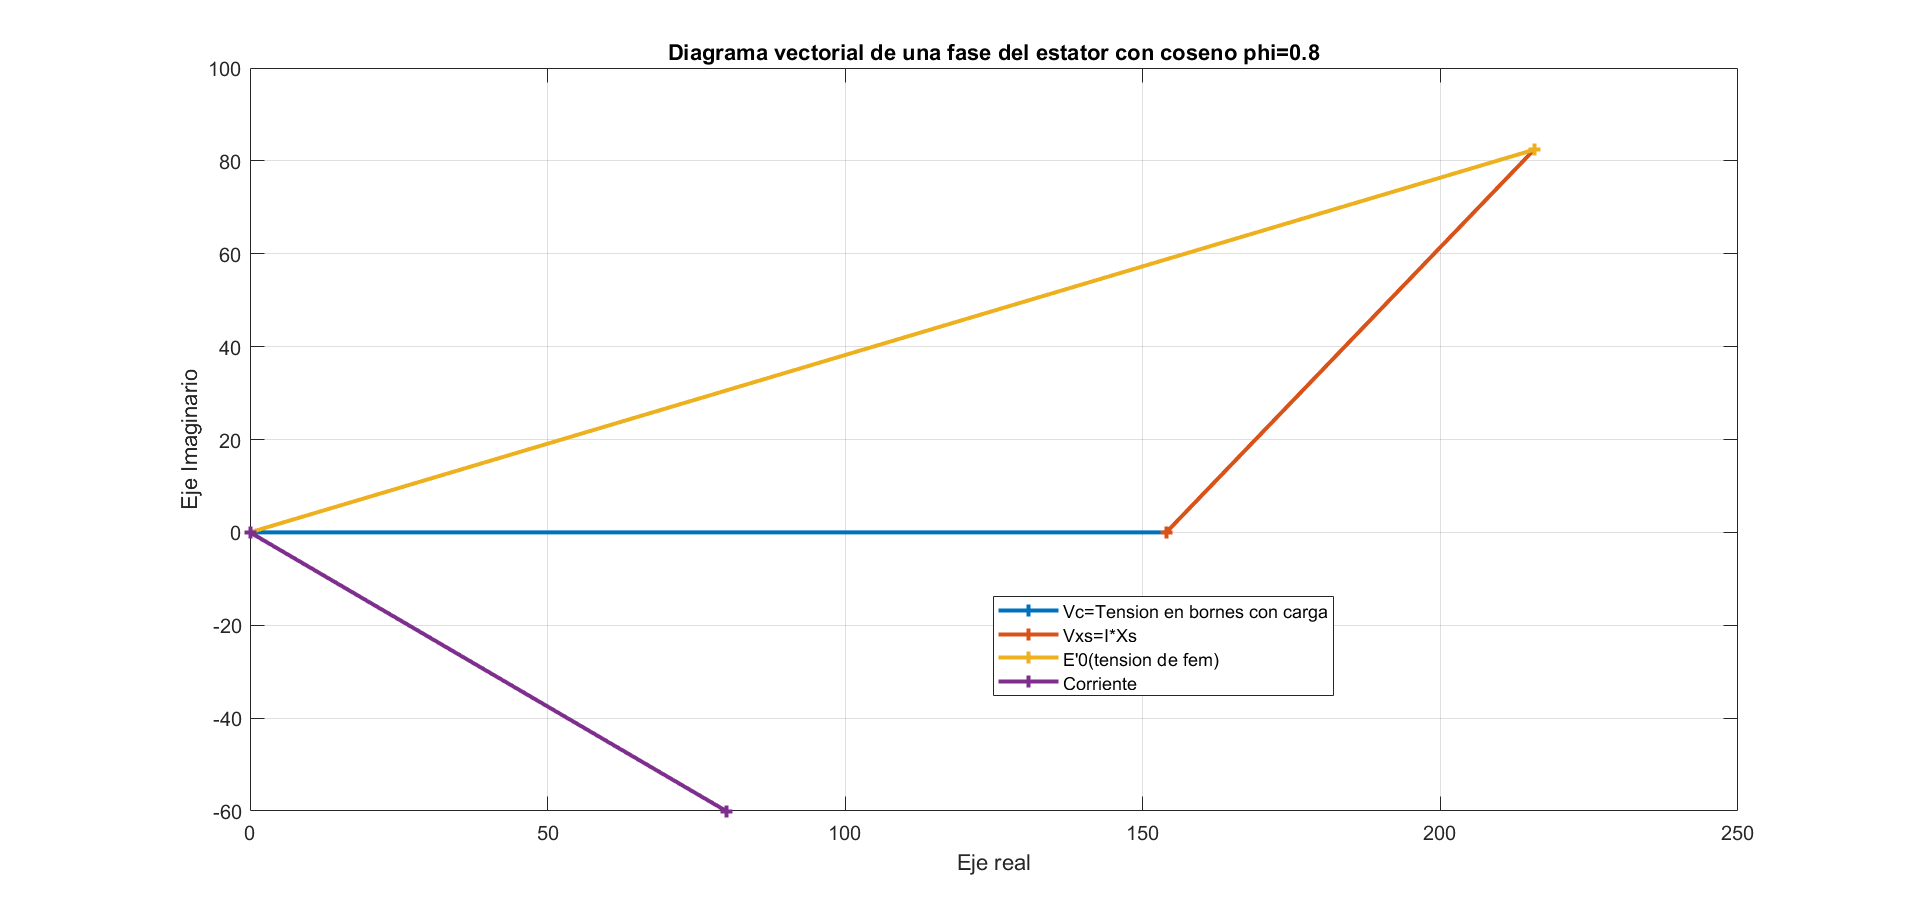 Diagrama vectorial de una fase del estator con coseno phi=0.8
100
80
60
40
20
0
-20
-40
-60
Eje Imaginario
Vc=Tension en bornes con carga
Vxs=I*Xs
E'0(tension de fem)
Corriente
0 50 100 150 200 250
Eje real